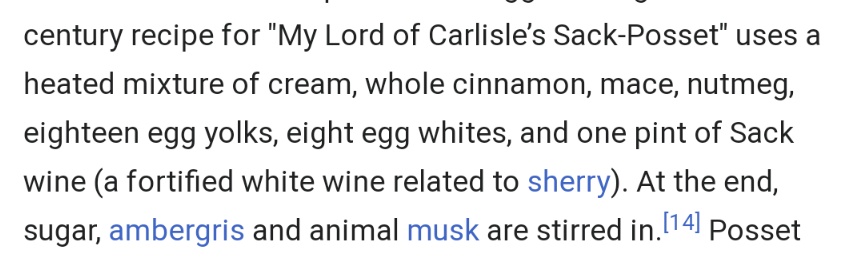 century recipe for "My Lord of Carlisle’s Sack-Posset" uses a
heated mixture of cream, whole cinnamon, mace, nutmeg,
eighteen egg yolks, eight egg whites, and one pint of Sack
wine (a fortified white wine related to sherry). At the end,
sugar, ambergris and animal musk are stirred in.[14] Posset